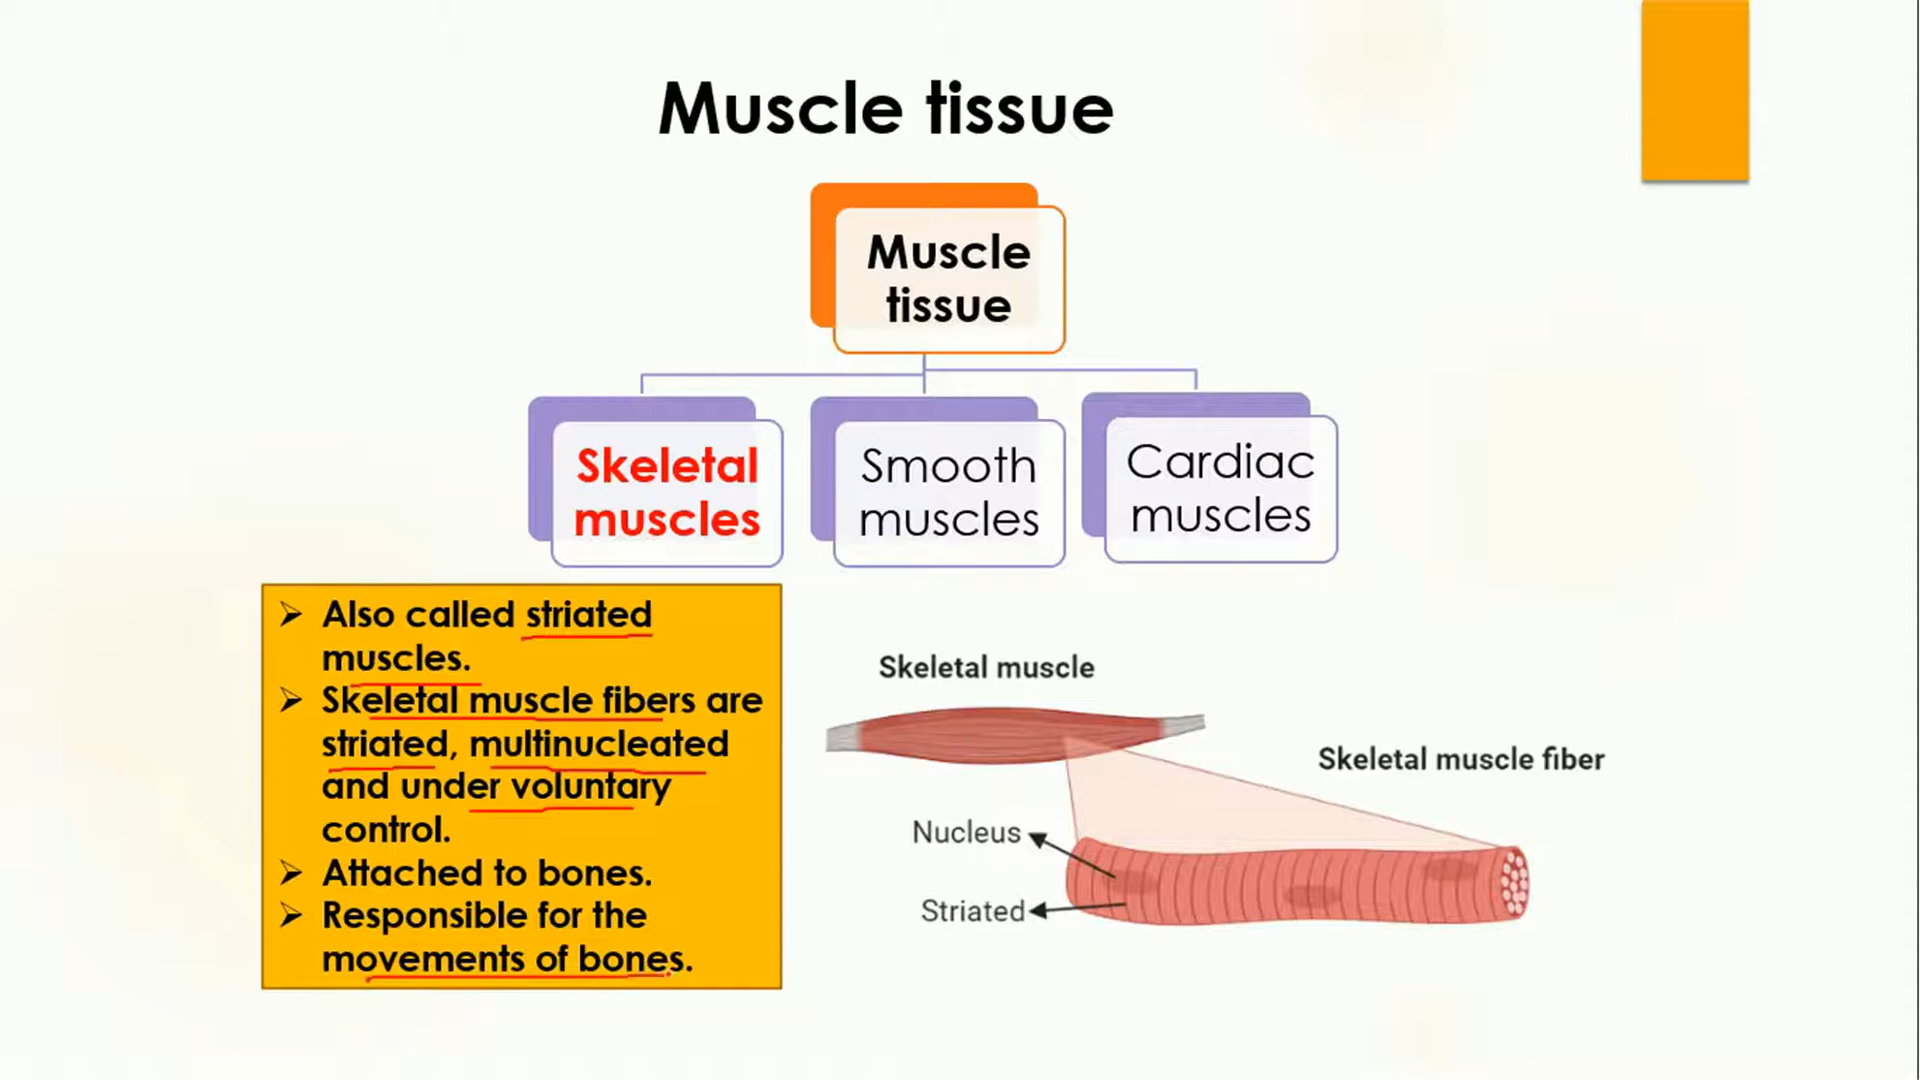 Muscle tissue
Muscle
tissue
Skeletal
muscles
Smooth
muscles
Cardiac
muscles
➢ Also called striated
muscles.
➢ Skeletal muscle fibers are
striated, multinucleated
and under voluntary
control.
➢ Attached to bones.
➢ Responsible for the
movements of bones.
Skeletal muscle
Skeletal muscle fiber
Nucleus
Striated